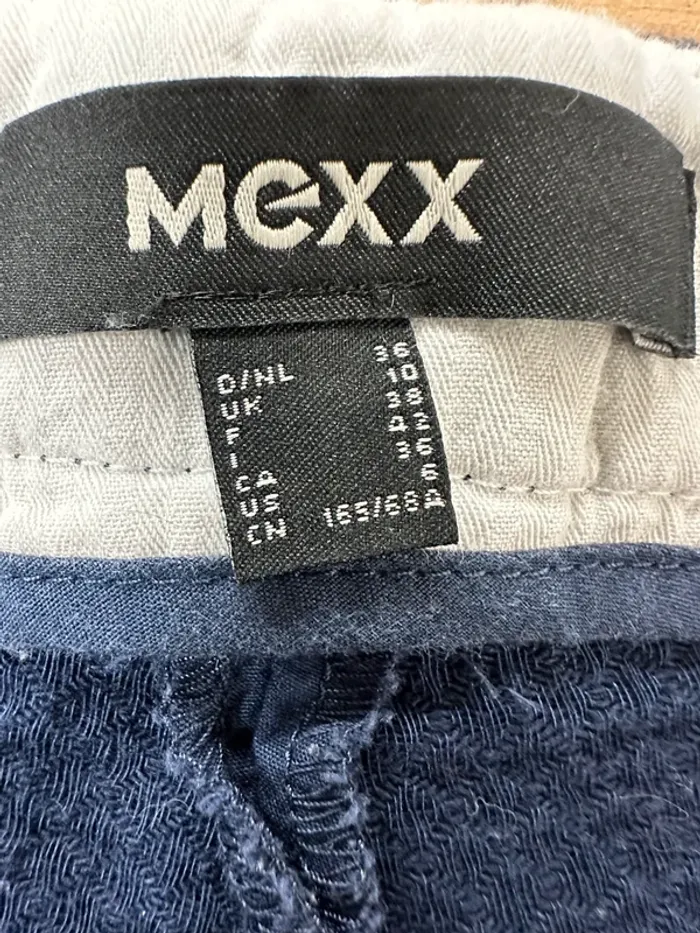 MEXX
D/NL 36
UK 10
F 38
I 42
CA 36
US 6
CN 165/68A